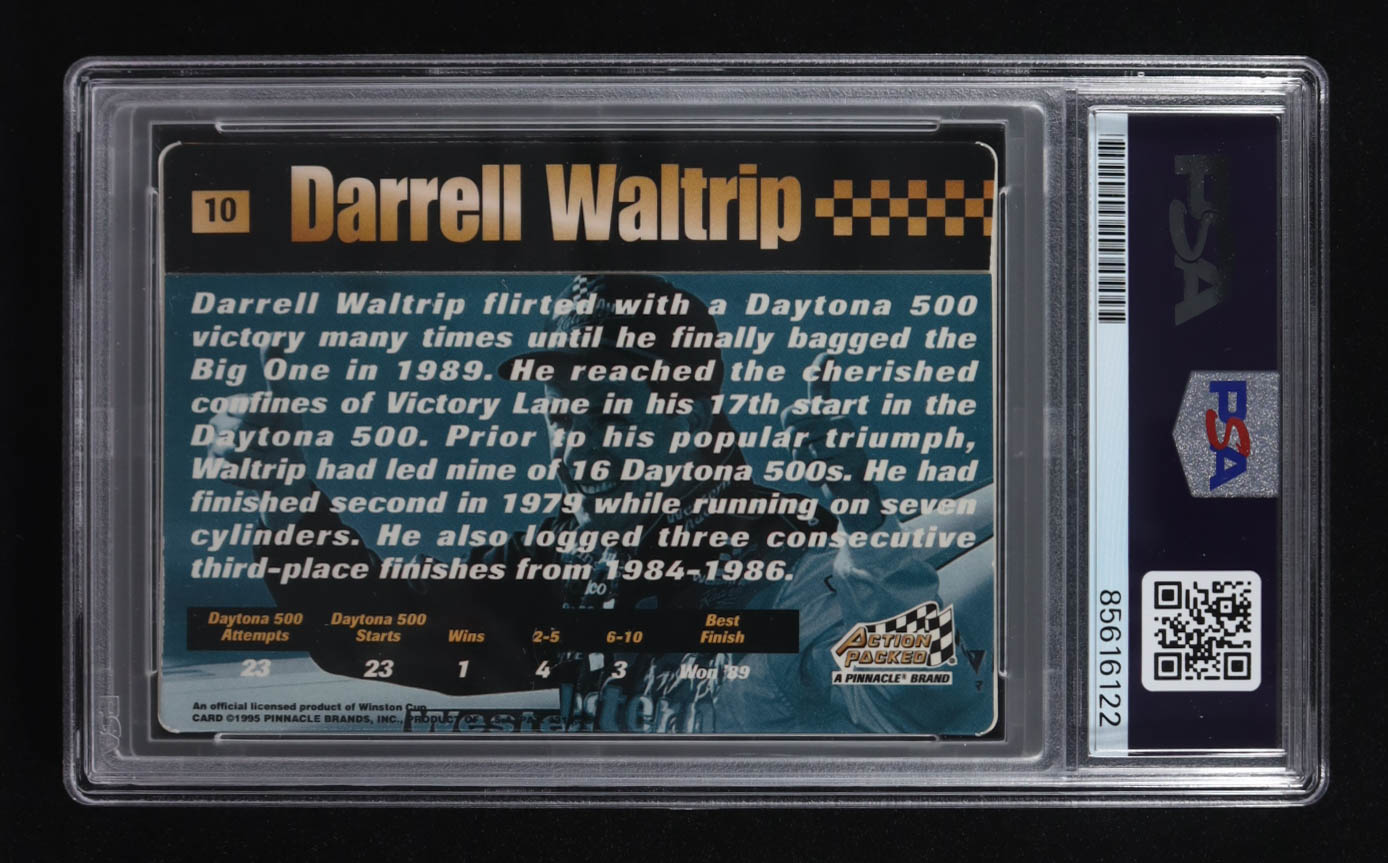 10 Darrell Waltrip
Darrell Waltrip flirted with a Daytona 500
victory many times until he finally bagged the
Big One in 1989. He reached the cherished
confines of Victory Lane in his 17th start in the
Daytona 500. Prior to his popular triumph,
Waltrip had led nine of 16 Daytona 500s. He had
finished second in 1979 while running on seven
cylinders. He also logged three consecutive
third-place finishes from 1984-1986.
Daytona 500 Attempts Daytona 500 Starts Wins 2-5 6-10 Best Finish
23 23 1 4 3 Won '89
ACTION
PACKED
A PINNACLE® BRAND
An official licensed product of Winston Cup
CARD ©1995 PINNACLE BRANDS, INC., PRODUCT OF
Western
PSA
PSA
85616122